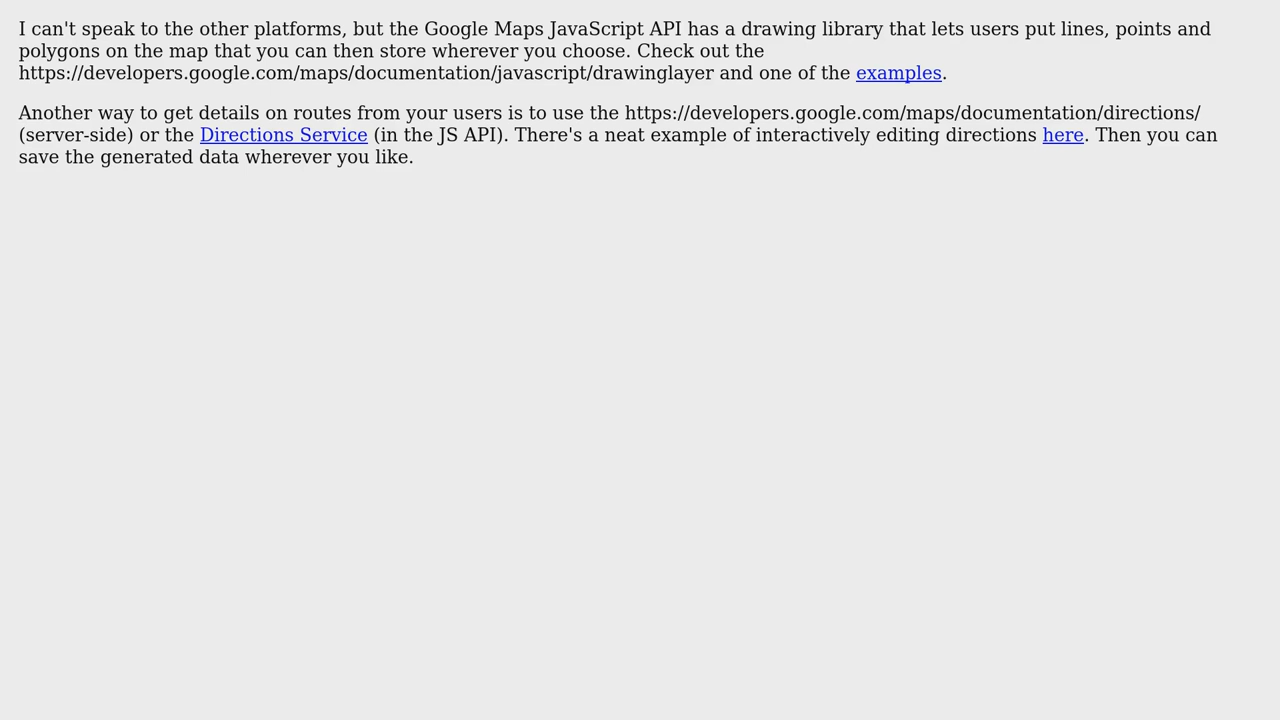 I can't speak to the other platforms, but the Google Maps JavaScript API has a drawing library that lets users put lines, points and
polygons on the map that you can then store wherever you choose. Check out the
https://developers.google.com/maps/documentation/javascript/drawinglayer and one of the examples.
Another way to get details on routes from your users is to use the https://developers.google.com/maps/documentation/directions/
(server-side) or the Directions Service (in the JS API). There's a neat example of interactively editing directions here. Then you can
save the generated data wherever you like.